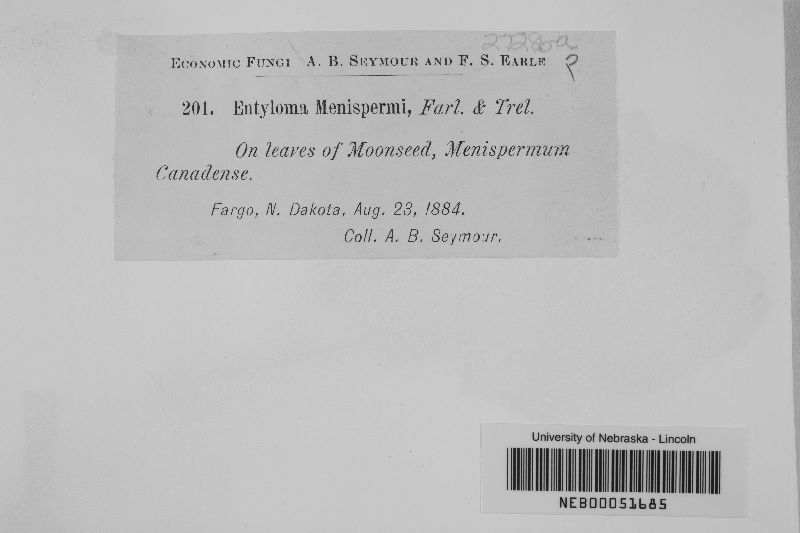 Economic Fungi A. B. Seymour and F. S. Earle
201. Entyloma Menispermi, Farl. & Trel.
On leaves of Moonseed, Menispermum
Canadense.
Fargo, N. Dakota, Aug. 23, 1884.
Coll. A. B. Seymour.
University of Nebraska - Lincoln
NEB00051685